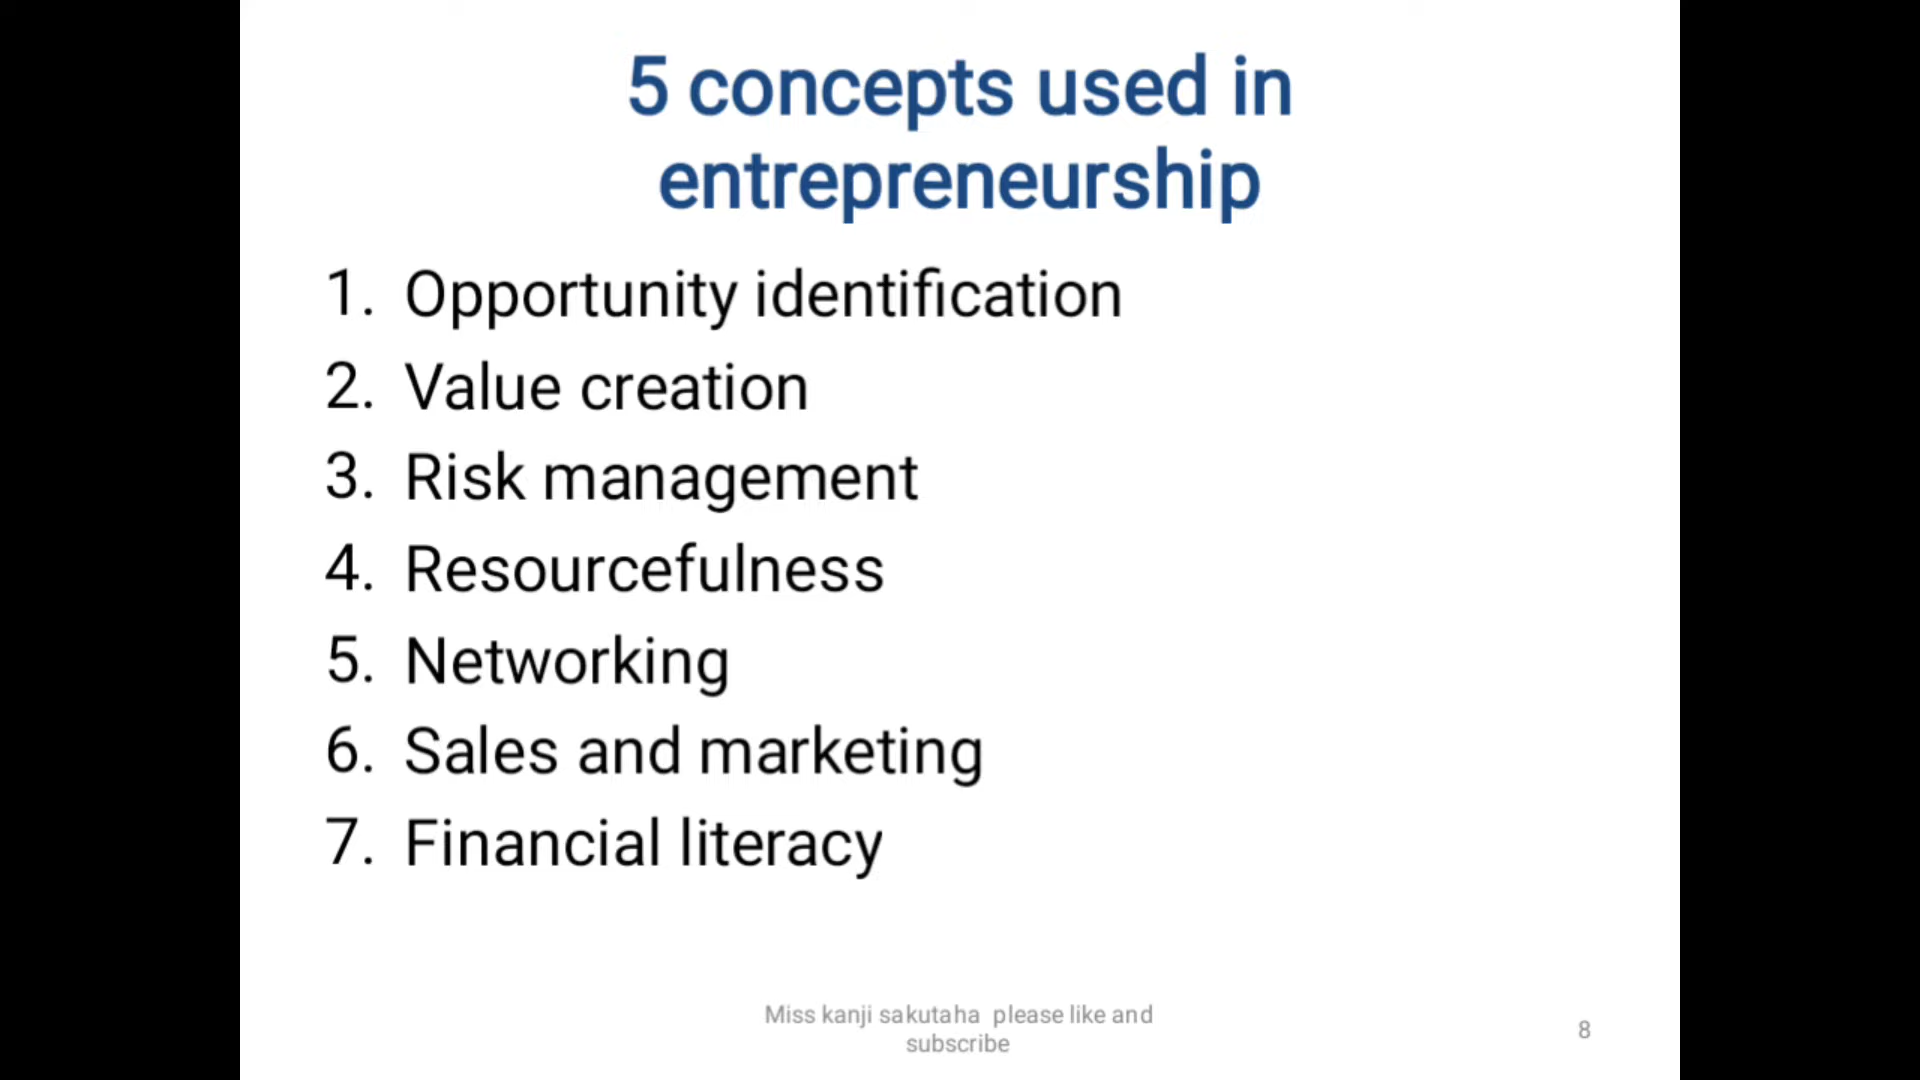 5 concepts used in
entrepreneurship
1. Opportunity identification
2. Value creation
3. Risk management
4. Resourcefulness
5. Networking
6. Sales and marketing
7. Financial literacy
Miss kanji sakutaha  please like and
subscribe
8